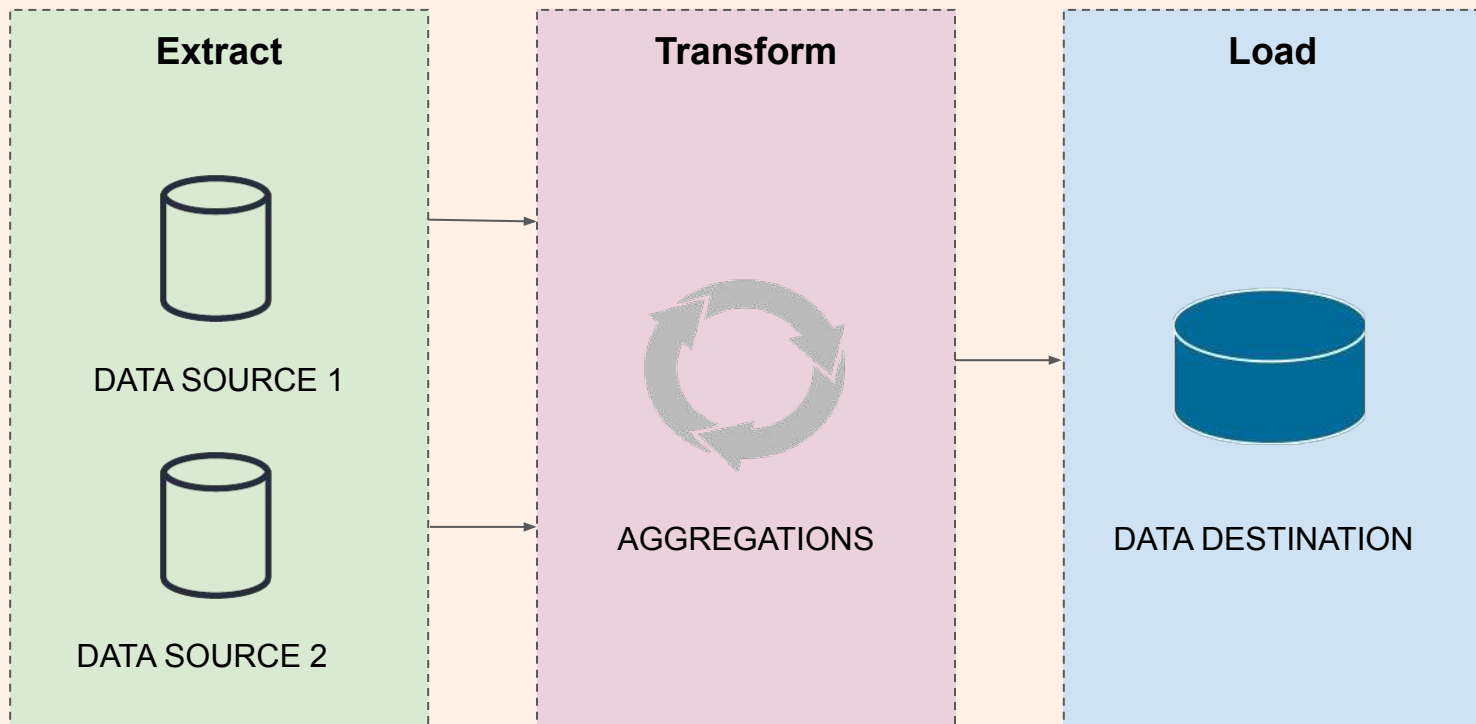 Extract
DATA SOURCE 1
DATA SOURCE 2
Transform
AGGREGATIONS
Load
DATA DESTINATION